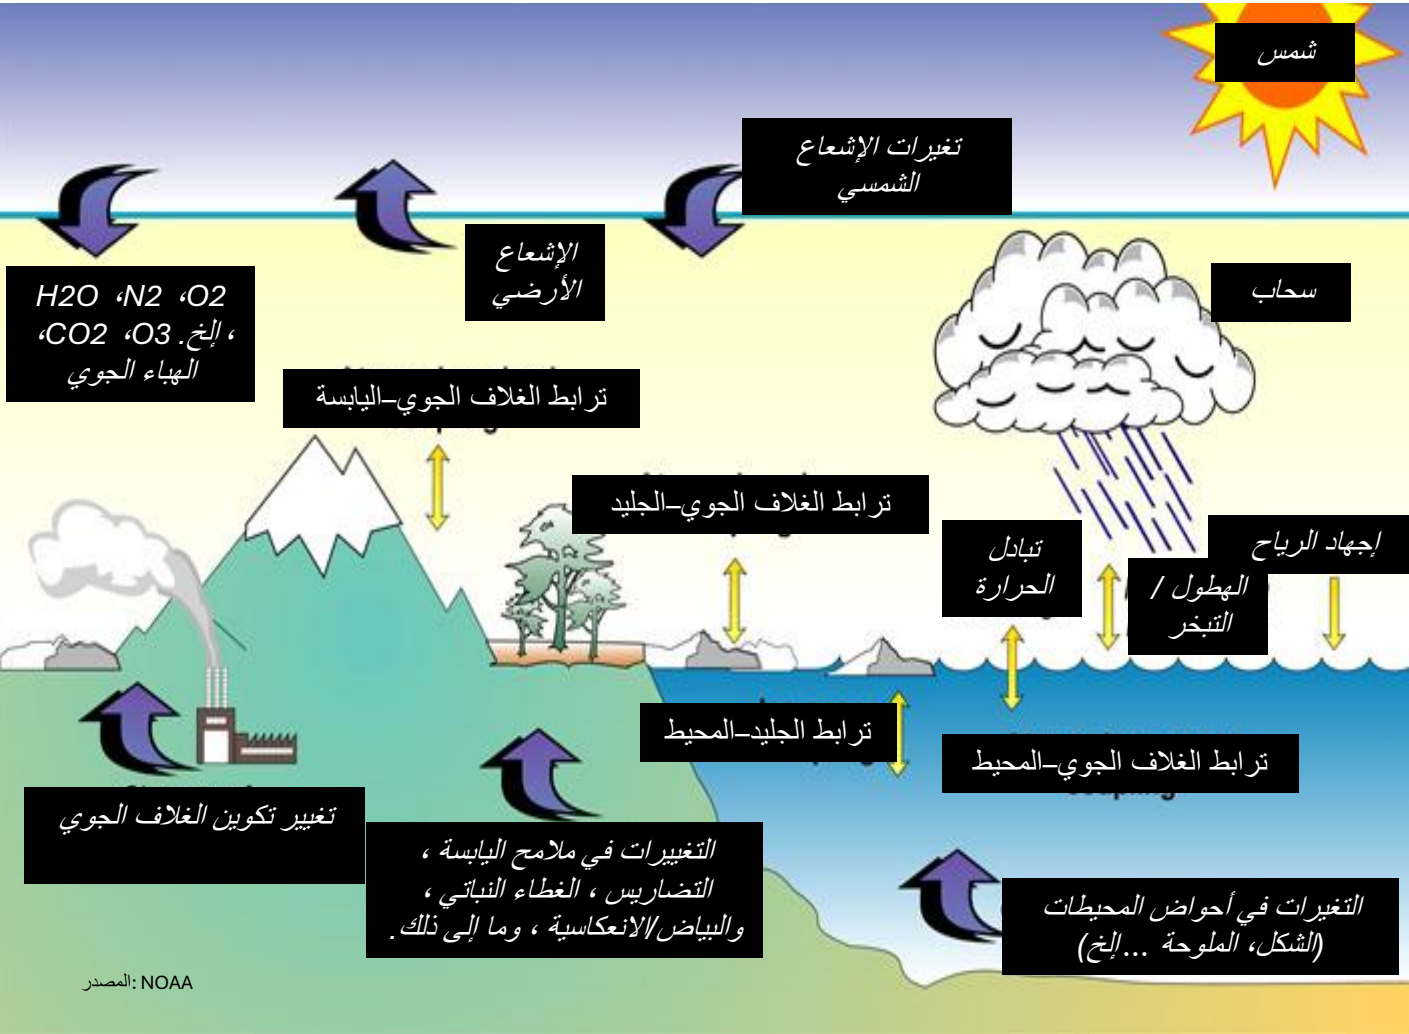 شمس
تغيرات الإشعاع
الشمسي
الإشعاع
الأرضي
سحاب
H2O ،N2 ،O2
، إلخ. CO2 ،O3،
الهباء الجوي
ترابط الغلاف الجوي–اليابسة
ترابط الغلاف الجوي–الجليد
تبادل
الحرارة
إجهاد الرياح
الهطول /
التبخر
ترابط الجليد–المحيط
ترابط الغلاف الجوي–المحيط
تغيير تكوين الغلاف الجوي
التغييرات في ملامح اليابسة ،
التضاريس ، الغطاء النباتي ،
والبياض/الانعكاسية ، وما إلى ذلك.
التغيرات في أحواض المحيطات
(الشكل، الملوحة ...إلخ)
المصدر: NOAA